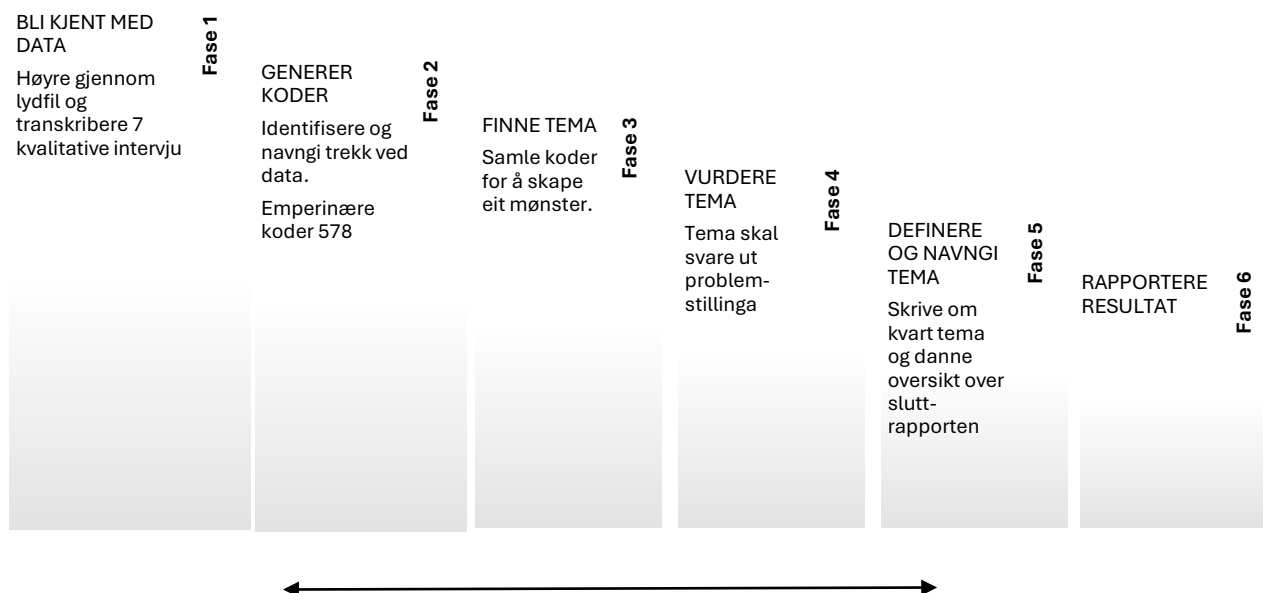 BLI KJENT MED
DATA
Høyre gjennom
lydfil og
transkribere 7
kvalitative intervju
Fase 1
GENERER
KODER
Identifisere og
navngi trekk ved
data.
Emperinære
koder 578
Fase 2
FINNE TEMA
Samle koder
for å skape
eit mønster.
Fase 3
VURDERE
TEMA
Tema skal
svare ut
problem-
stillinga
Fase 4
DEFINERE
OG NAVNGI
TEMA
Skrive om
kvart tema
og danne
oversikt over
slutt-
rapporten
Fase 5
RAPPORTERE
RESULTAT
Fase 6